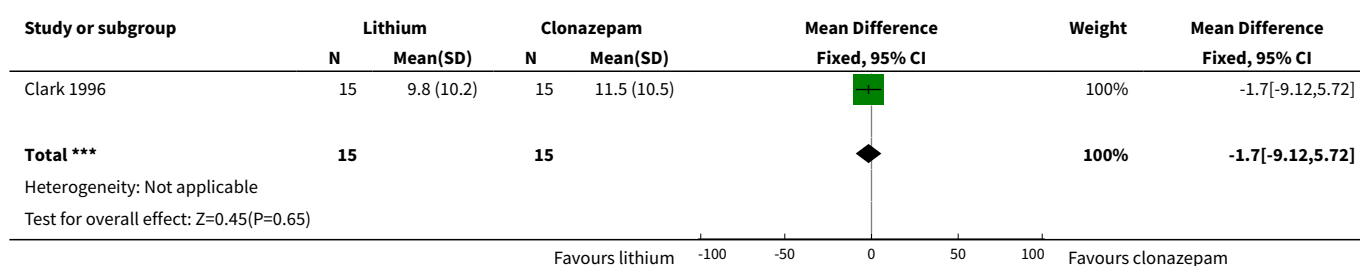 Study or subgroup Lithium Clonazepam Mean Difference Weight Mean Difference
N Mean(SD) N Mean(SD) Fixed, 95% CI Fixed, 95% CI
Clark 1996 15 9.8 (10.2) 15 11.5 (10.5) 100% -1.7[-9.12,5.72]
Total *** 15 15 100% -1.7[-9.12,5.72]
Heterogeneity: Not applicable
Test for overall effect: Z=0.45(P=0.65)
Favours lithium -100 -50 0 50 100 Favours clonazepam